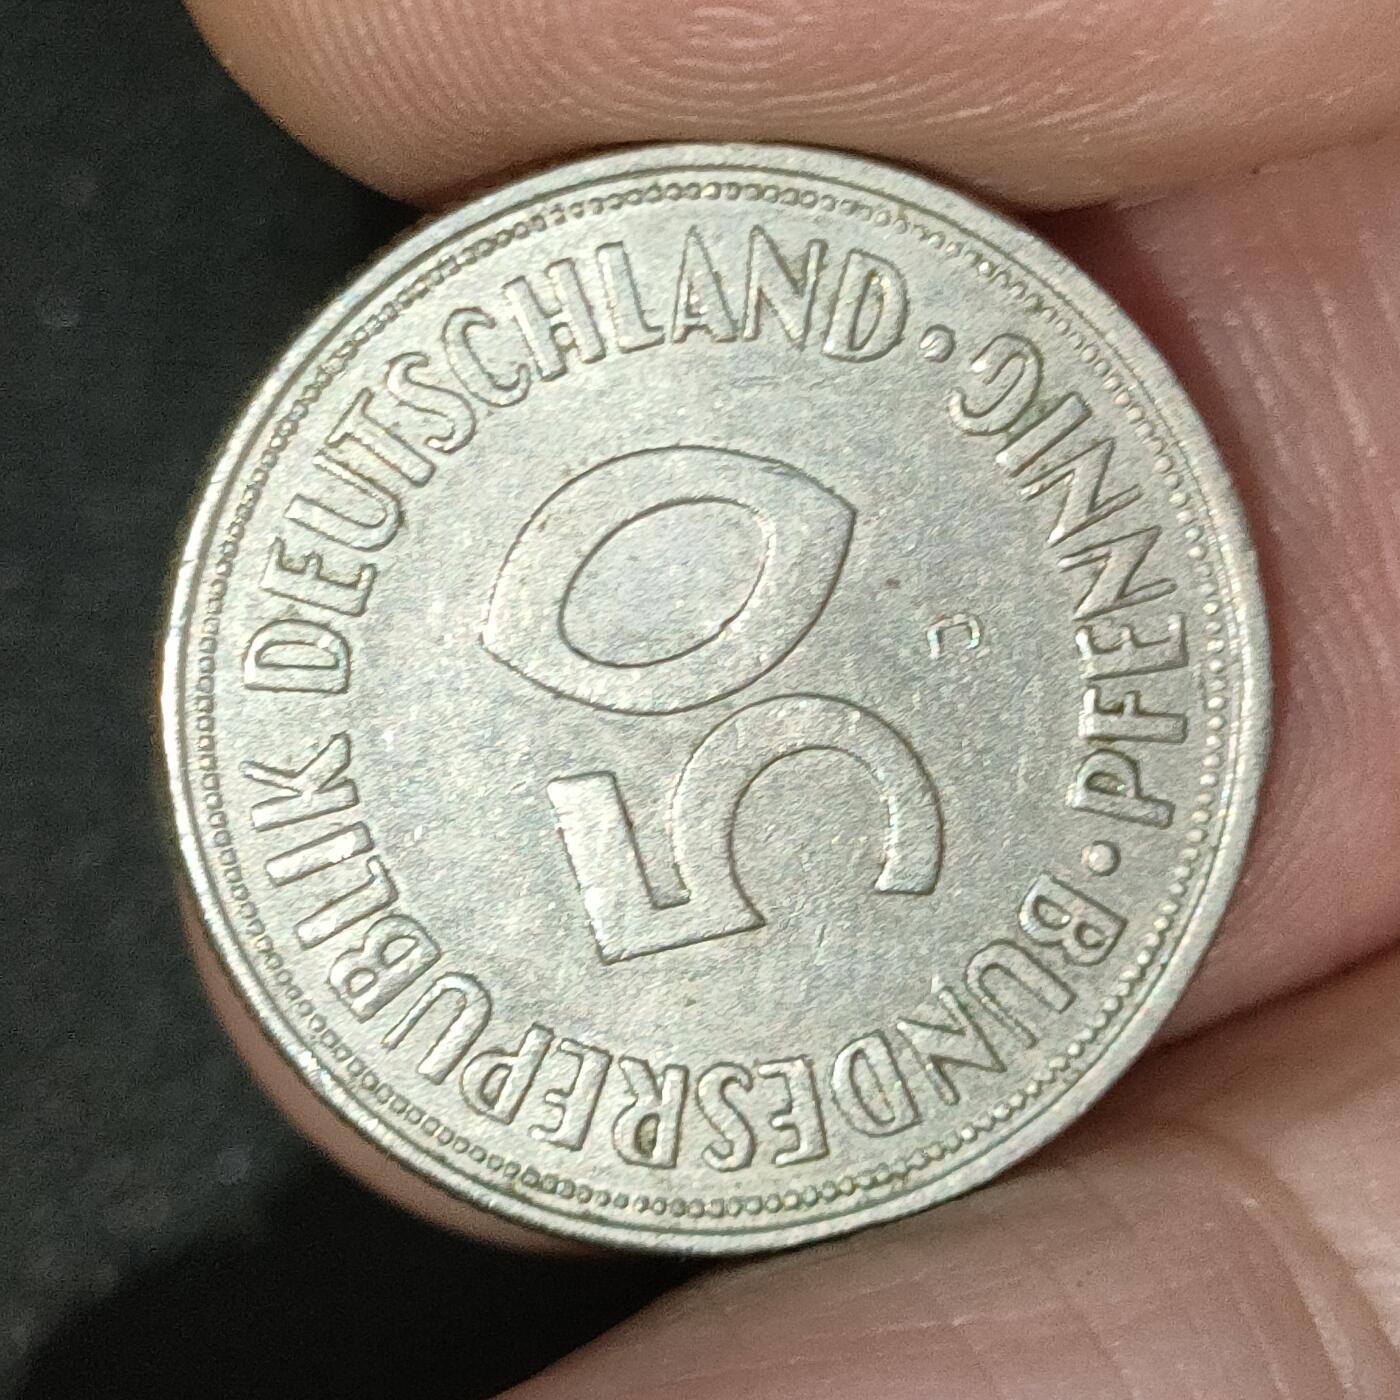 BUNDESREPUBLIK DEUTSCHLAND ·
50
PFENNIG ·